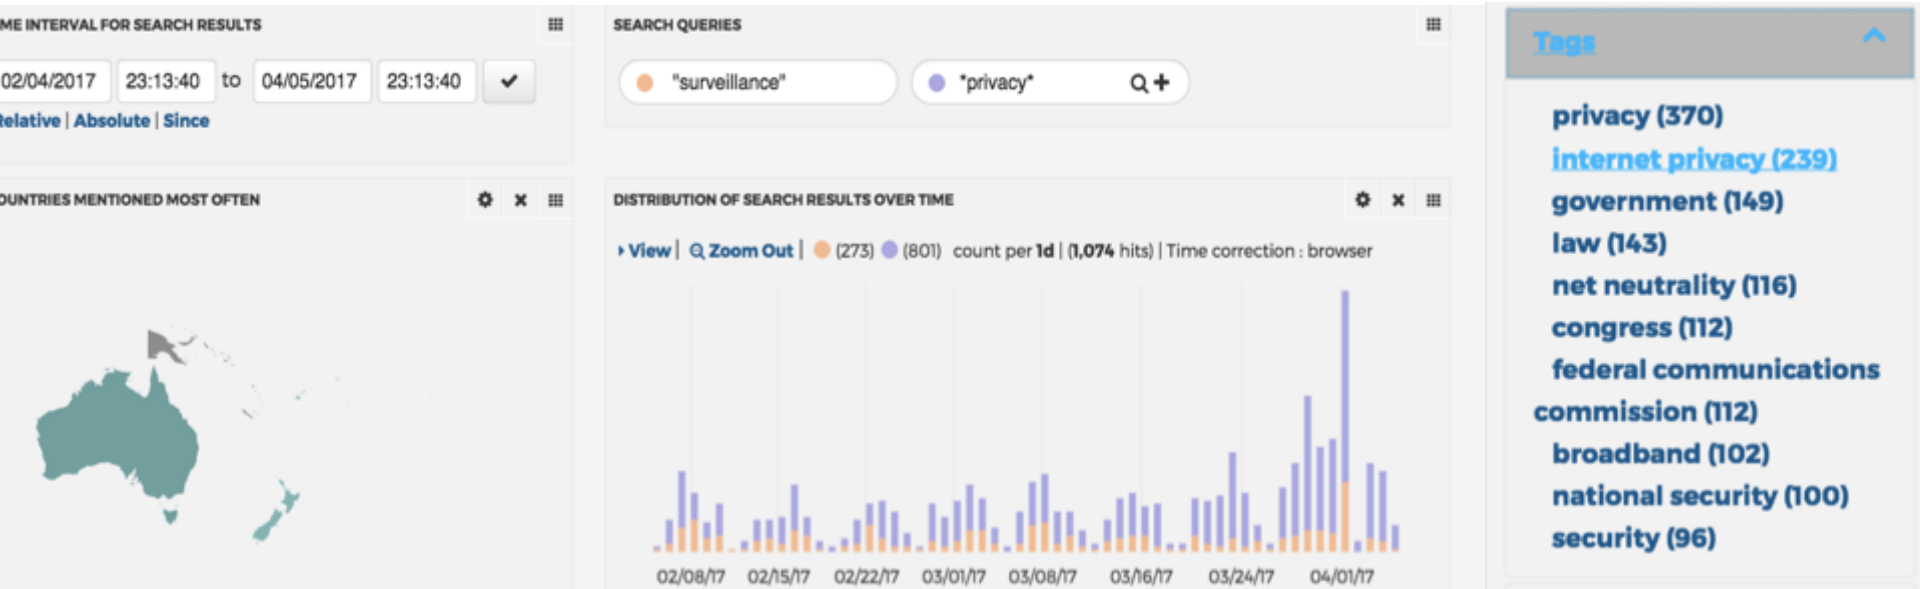 ME INTERVAL FOR SEARCH RESULTS
02/04/2017 23:13:40 to 04/05/2017 23:13:40
Relative | Absolute | Since
OUNTRIES MENTIONED MOST OFTEN
SEARCH QUERIES
"surveillance" *privacy*
DISTRIBUTION OF SEARCH RESULTS OVER TIME
View | Zoom Out | (273) (801) count per 1d | (1,074 hits) | Time correction : browser
02/08/17 02/15/17 02/22/17 03/01/17 03/08/17 03/16/17 03/24/17 04/01/17
Tags
privacy (370)
internet privacy (239)
government (149)
law (143)
net neutrality (116)
congress (112)
federal communications
commission (112)
broadband (102)
national security (100)
security (96)